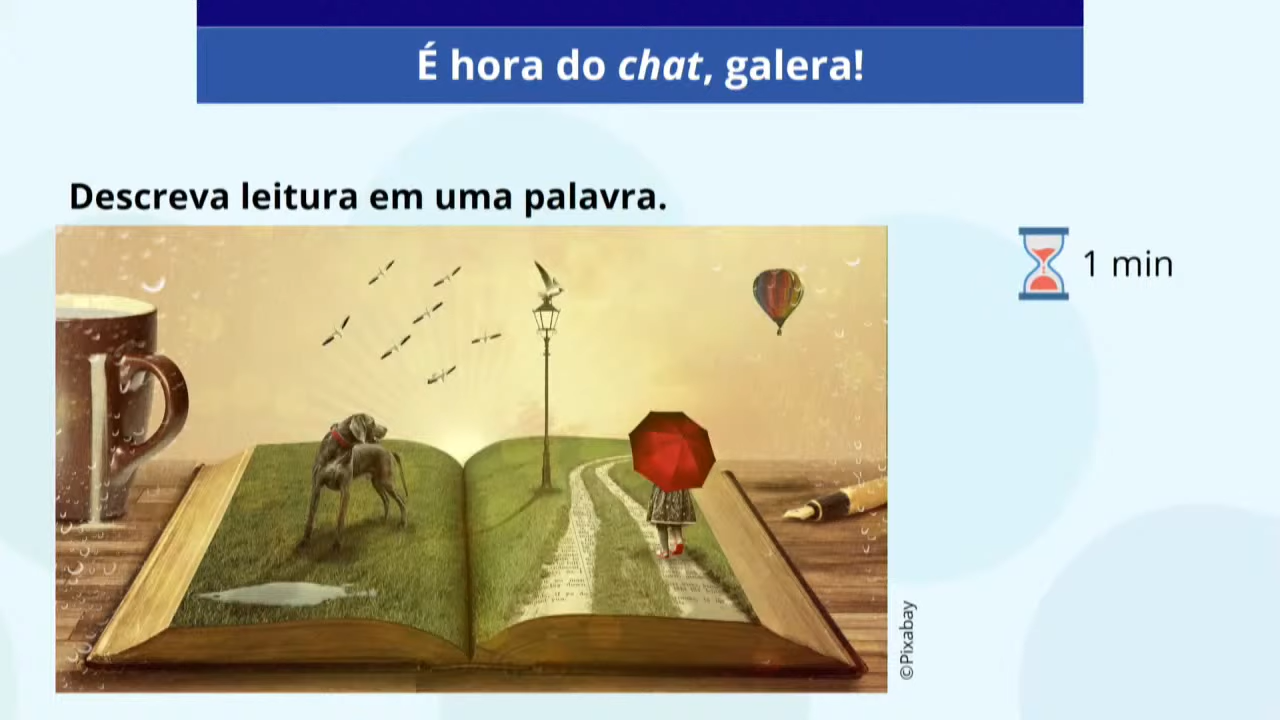 É hora do chat, galera!
Descreva leitura em uma palavra.
1 min
©Pixabay